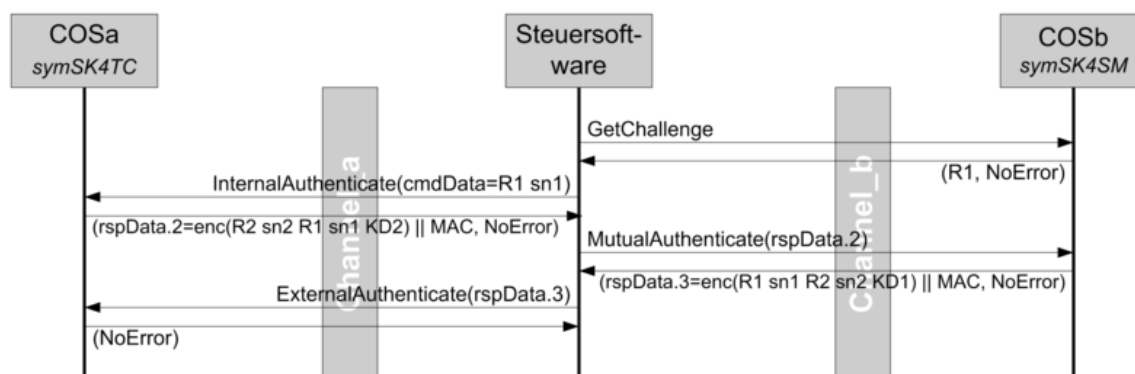 COSa
symSK4TC
Steuersoft-
ware
COSb
symSK4SM
Channel_a
Channel_b
GetChallenge
(R1, NoError)
InternalAuthenticate(cmdData=R1 sn1)
(rspData.2=enc(R2 sn2 R1 sn1 KD2) || MAC, NoError)
MutualAuthenticate(rspData.2)
(rspData.3=enc(R1 sn1 R2 sn2 KD1) || MAC, NoError)
ExternalAuthenticate(rspData.3)
(NoError)